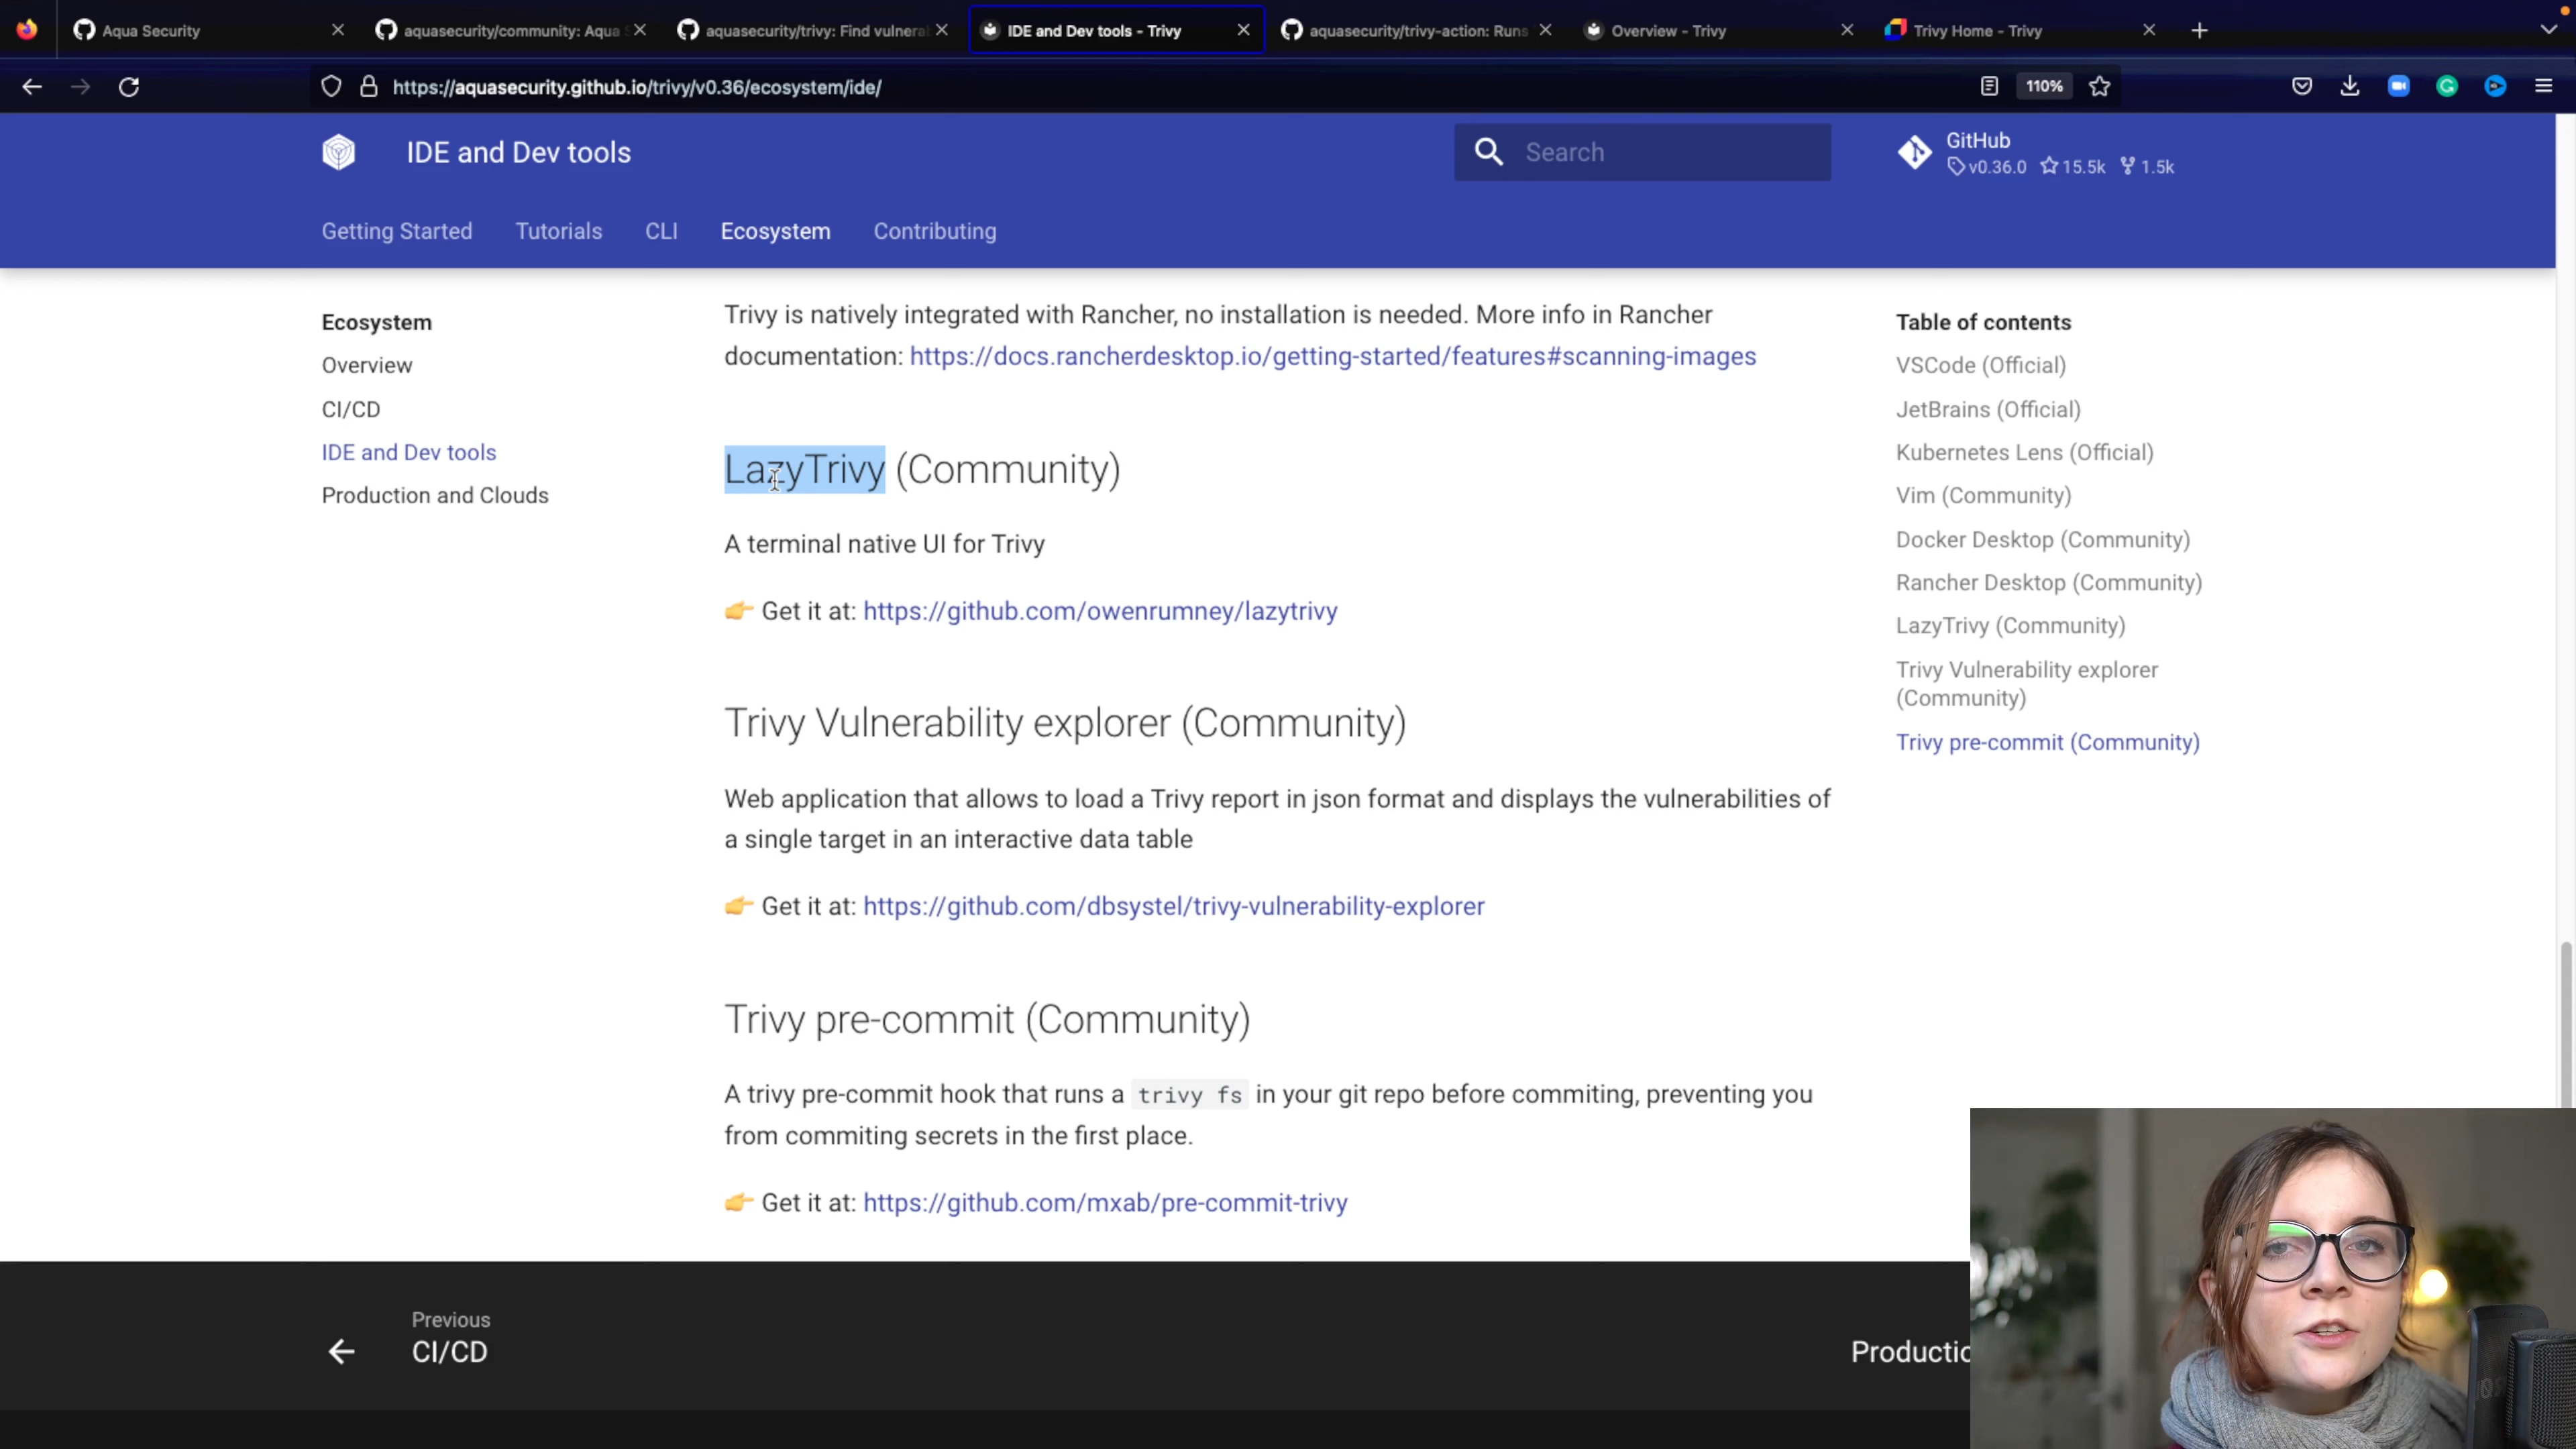 Aqua Security
aquasecurity/community: Aqua S
aquasecurity/trivy: Find vulnera
IDE and Dev tools - Trivy
aquasecurity/trivy-action: Runs
Overview - Trivy
Trivy Home - Trivy
https://aquasecurity.github.io/trivy/v0.36/ecosystem/ide/
110%
IDE and Dev tools
Search
GitHub
v0.36.0 15.5k 1.5k
Getting Started Tutorials CLI Ecosystem Contributing
Ecosystem
Overview
CI/CD
IDE and Dev tools
Production and Clouds
Trivy is natively integrated with Rancher, no installation is needed. More info in Rancher
documentation: https://docs.rancherdesktop.io/getting-started/features#scanning-images
LazyTrivy (Community)
A terminal native UI for Trivy
👉 Get it at: https://github.com/owenrumney/lazytrivy
Trivy Vulnerability explorer (Community)
Web application that allows to load a Trivy report in json format and displays the vulnerabilities of
a single target in an interactive data table
👉 Get it at: https://github.com/dbsystel/trivy-vulnerability-explorer
Trivy pre-commit (Community)
A trivy pre-commit hook that runs a trivy fs in your git repo before commiting, preventing you
from commiting secrets in the first place.
👉 Get it at: https://github.com/mxab/pre-commit-trivy
Table of contents
VSCode (Official)
JetBrains (Official)
Kubernetes Lens (Official)
Vim (Community)
Docker Desktop (Community)
Rancher Desktop (Community)
LazyTrivy (Community)
Trivy Vulnerability explorer
(Community)
Trivy pre-commit (Community)
Previous
CI/CD
Productio